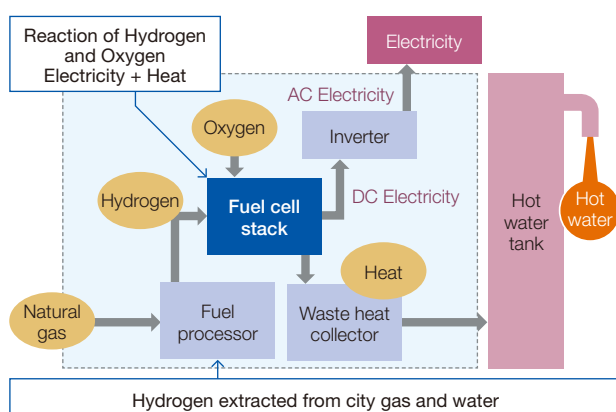 Reaction of Hydrogen
and Oxygen
Electricity + Heat
Electricity
AC Electricity
Oxygen
Inverter
Hydrogen
Fuel cell
stack
DC Electricity
Hot
water
tank
Hot
water
Heat
Natural
gas
Fuel
processor
Waste heat
collector
Hydrogen extracted from city gas and water